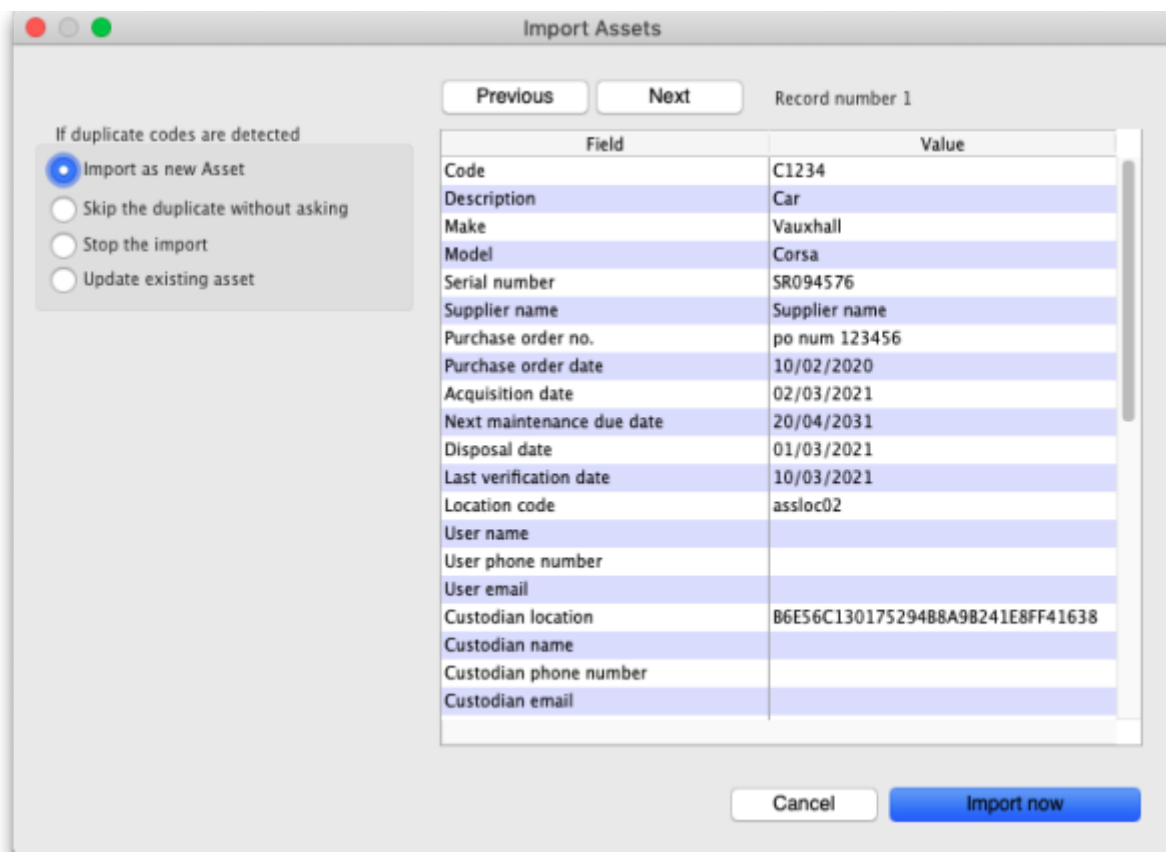 Import Assets
Previous Next Record number 1
If duplicate codes are detected
Import as new Asset
Skip the duplicate without asking
Stop the import
Update existing asset
Field Value
Code C1234
Description Car
Make Vauxhall
Model Corsa
Serial number SR094576
Supplier name Supplier name
Purchase order no. po num 123456
Purchase order date 10/02/2020
Acquisition date 02/03/2021
Next maintenance due date 20/04/2031
Disposal date 01/03/2021
Last verification date 10/03/2021
Location code assloc02
User name
User phone number
User email
Custodian location B6E56C130175294B8A9B241E8FF41638
Custodian name
Custodian phone number
Custodian email
Cancel Import now